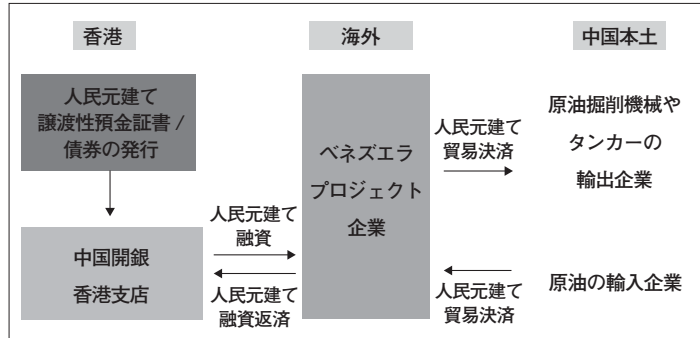 香港
海外
中国本土
人民元建て
譲渡性預金証書 /
債券の発行
中国開銀
香港支店
人民元建て
融資
人民元建て
融資返済
ベネズエラ
プロジェクト
企業
人民元建て
貿易決済
人民元建て
貿易決済
原油掘削機械や
タンカーの
輸出企業
原油の輸入企業